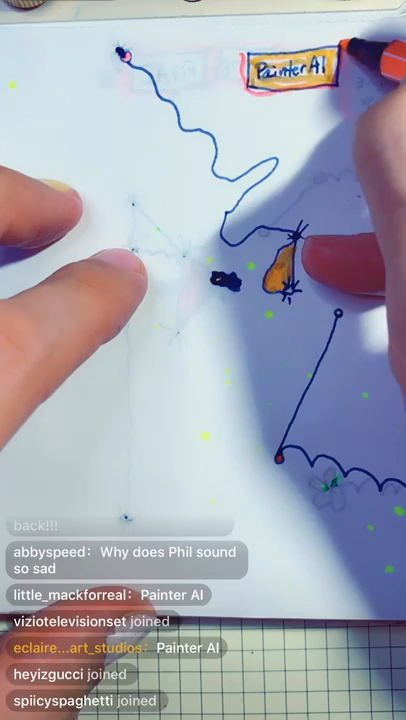 Painter AI
back!!!
abbyspeed： Why does Phil sound
so sad
little_mackforreal： Painter AI
viziotelevisionset joined
eclaire...art_studios： Painter AI
heyizgucci joined
spiicyspaghetti joined